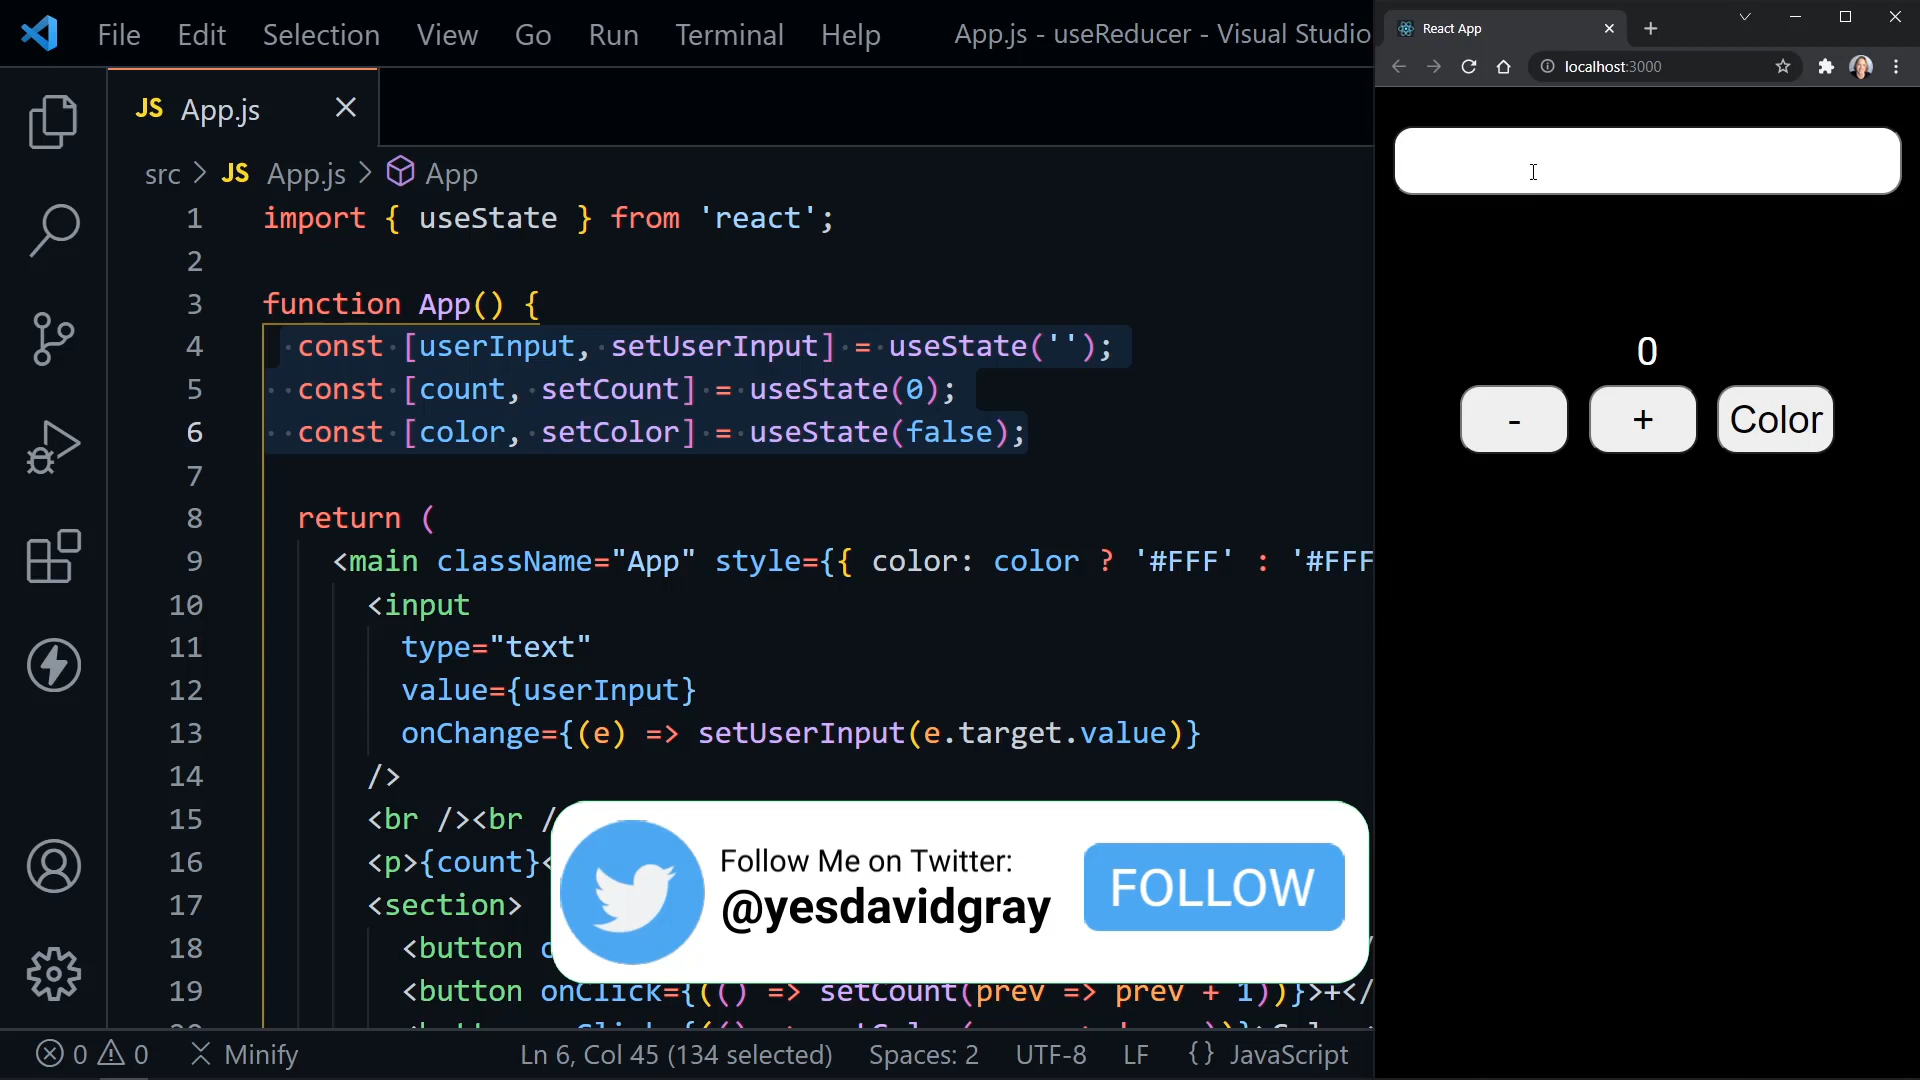 File Edit Selection View Go Run Terminal Help App.js - useReducer - Visual Studio
JS App.js
src > JS App.js > App
1 import { useState } from 'react';
2
3 function App() {
4 const [userInput, setUserInput] = useState('');
5 const [count, setCount] = useState(0);
6 const [color, setColor] = useState(false);
7
8 return (
9 <main className="App" style={{ color: color ? '#FFF' : '#FFF
10 <input
11 type="text"
12 value={userInput}
13 onChange={(e) => setUserInput(e.target.value)}
14 />
15 <br /><br /
16 <p>{count}<
17 <section>
18 <button
19 <button onClick={(() => setCount(prev => prev + 1))}>+</
Follow Me on Twitter:
@yesdavidgray
FOLLOW
0 0 Minify Ln 6, Col 45 (134 selected) Spaces: 2 UTF-8 LF {} JavaScript
React App
localhost:3000
0
- + Color